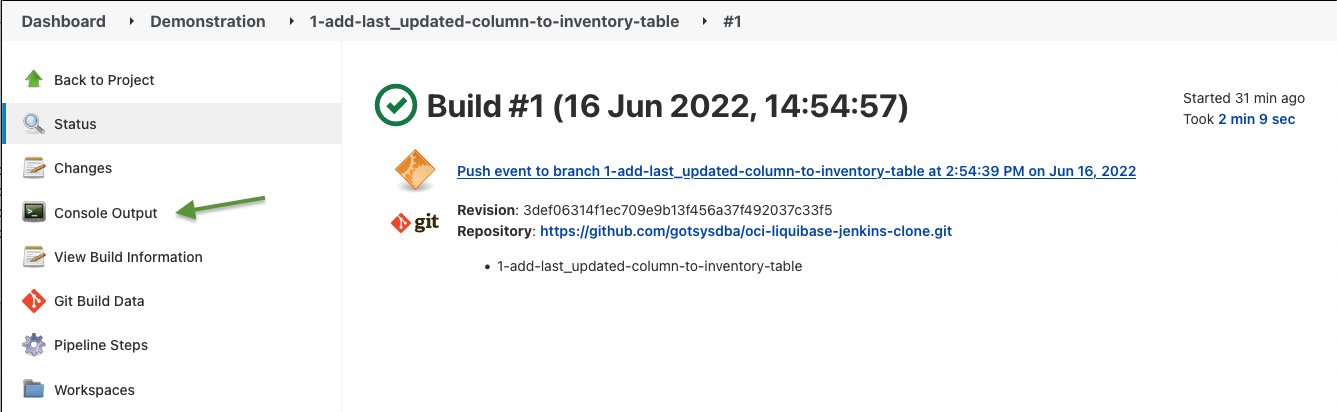 Dashboard ▸ Demonstration ▸ 1-add-last_updated-column-to-inventory-table ▸ #1
Back to Project
Status
Changes
Console Output
View Build Information
Git Build Data
Pipeline Steps
Workspaces
Build #1 (16 Jun 2022, 14:54:57)
Started 31 min ago
Took 2 min 9 sec
Push event to branch 1-add-last_updated-column-to-inventory-table at 2:54:39 PM on Jun 16, 2022
git
Revision: 3def06314f1ec709e9b13f456a37f492037c33f5
Repository: https://github.com/gotsysdba/oci-liquibase-jenkins-clone.git
• 1-add-last_updated-column-to-inventory-table